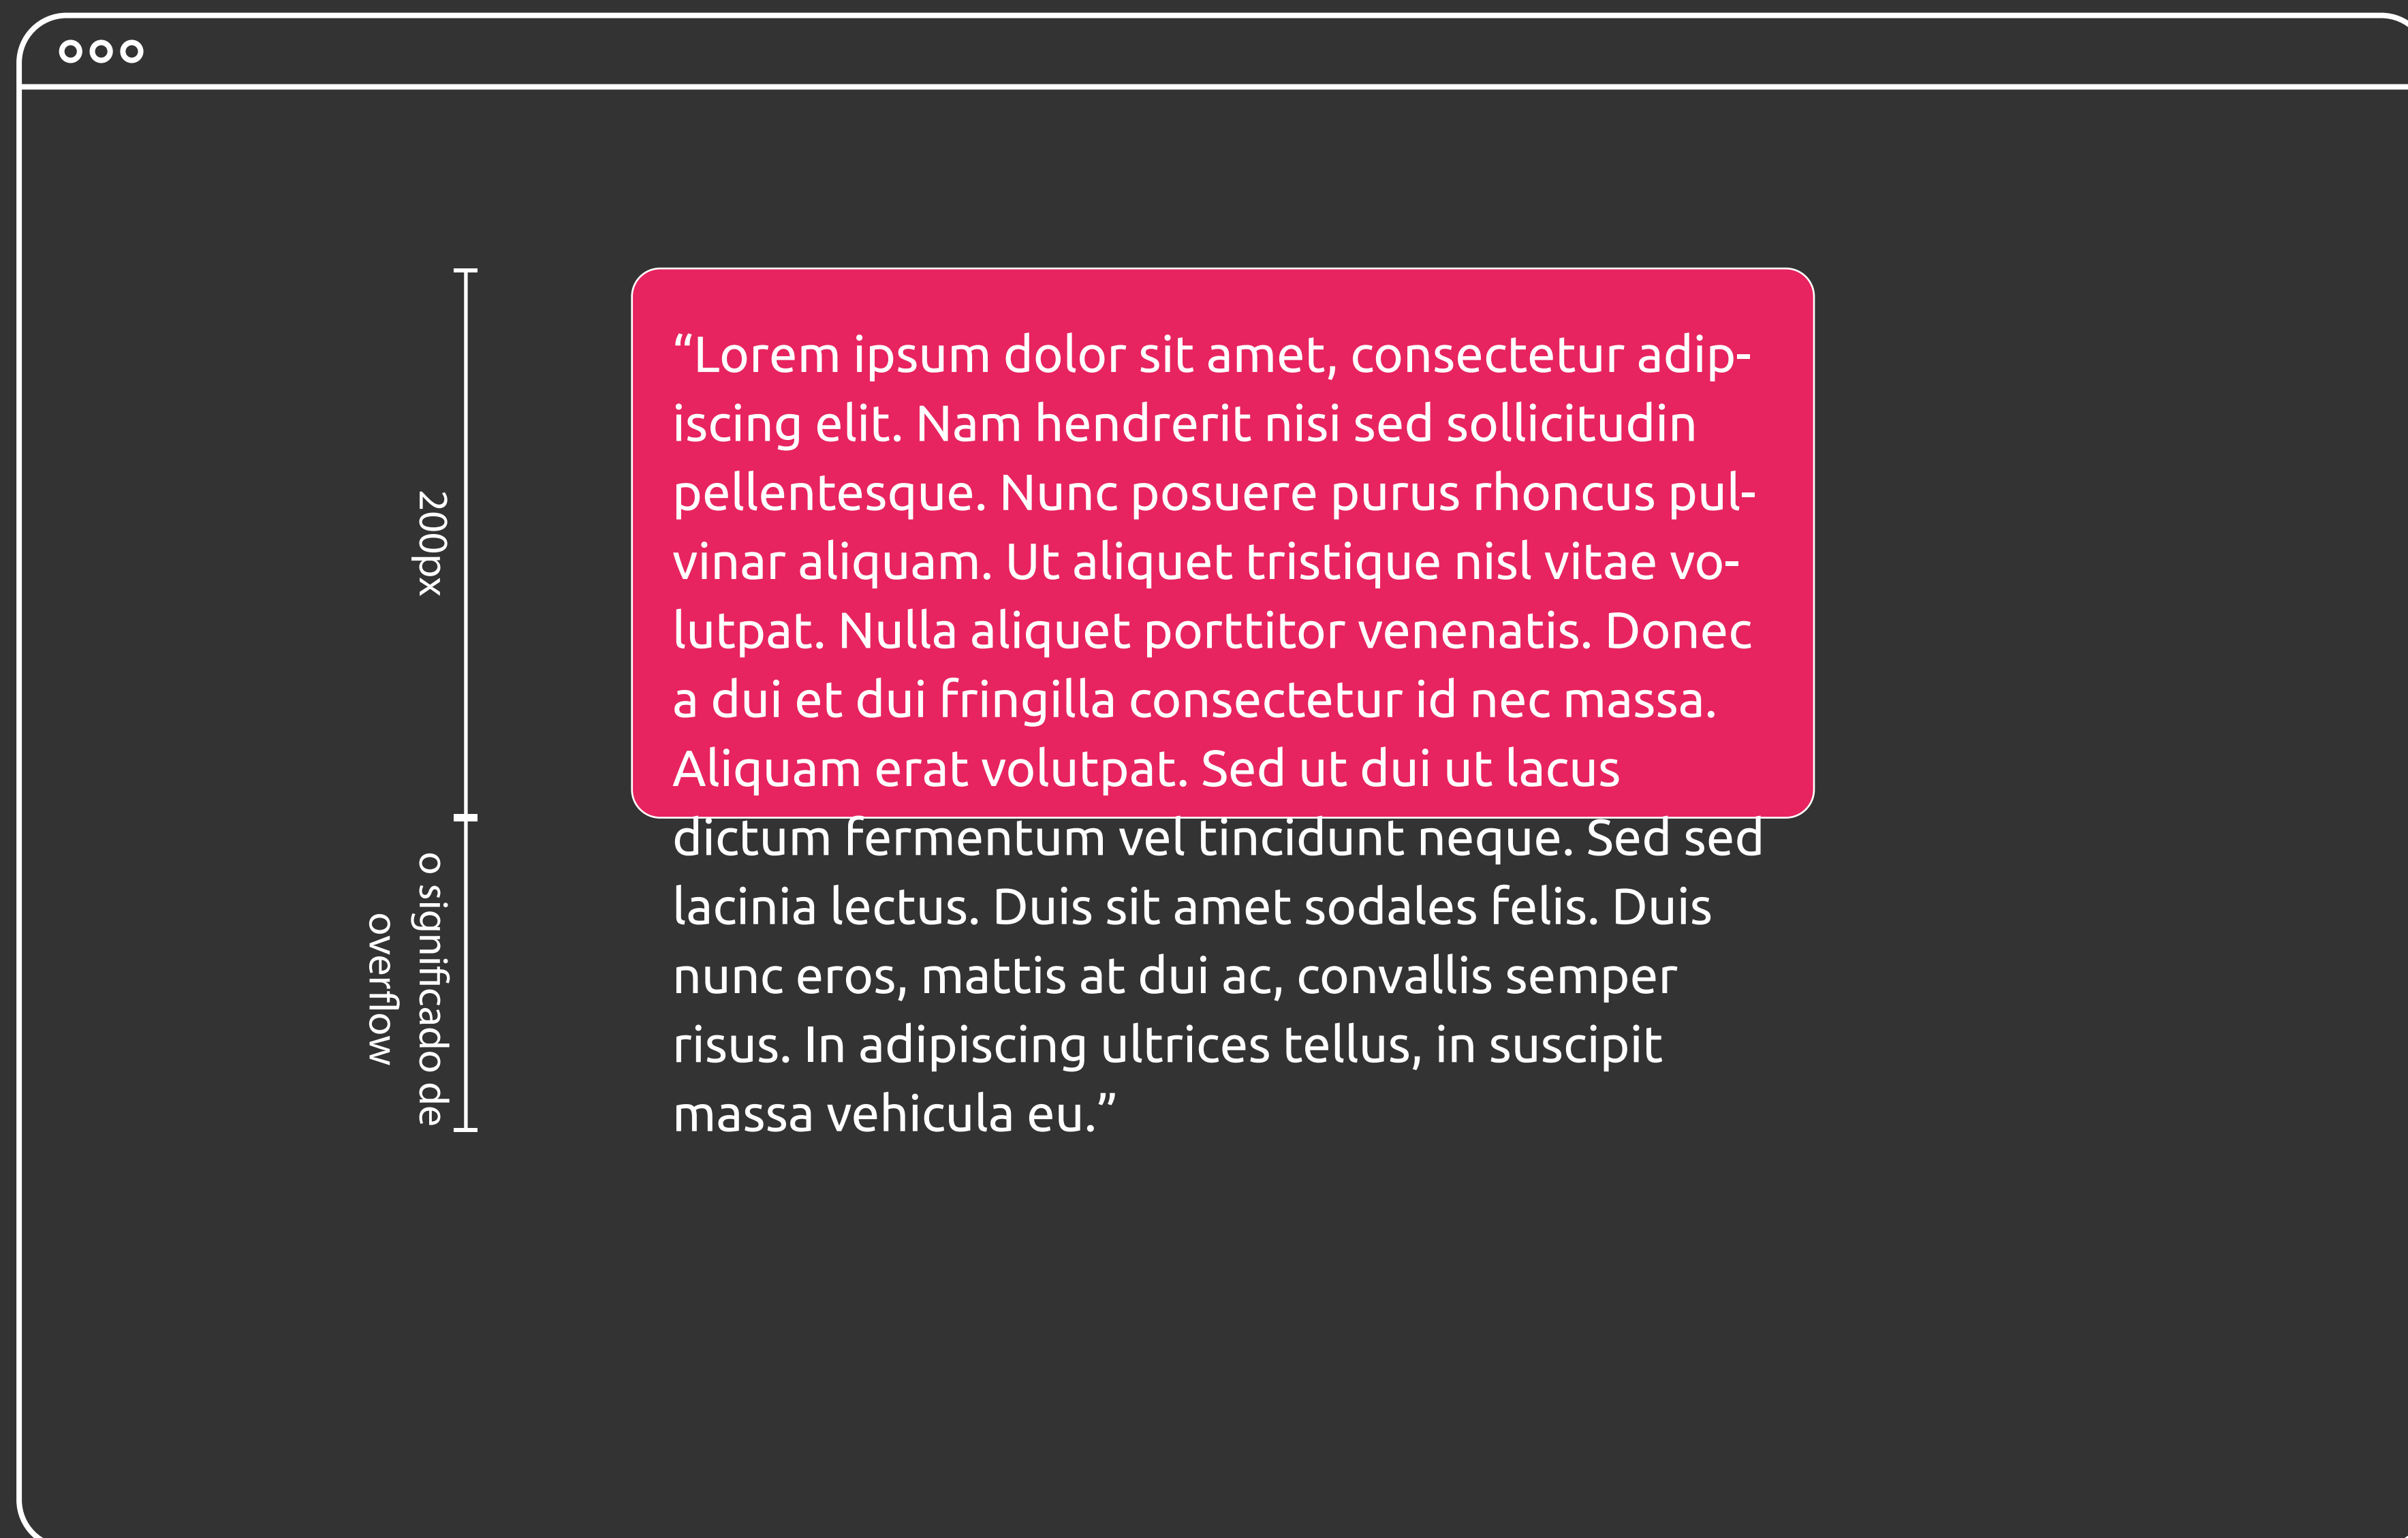 200px
o significado de
overflow
“Lorem ipsum dolor sit amet, consectetur adip-
iscing elit. Nam hendrerit nisi sed sollicitudin
pellentesque. Nunc posuere purus rhoncus pul-
vinar aliquam. Ut aliquet tristique nisl vitae vo-
lutpat. Nulla aliquet porttitor venenatis. Donec
a dui et dui fringilla consectetur id nec massa.
Aliquam erat volutpat. Sed ut dui ut lacus
dictum fermentum vel tincidunt neque. Sed sed
lacinia lectus. Duis sit amet sodales felis. Duis
nunc eros, mattis at dui ac, convallis semper
risus. In adipiscing ultrices tellus, in suscipit
massa vehicula eu.”